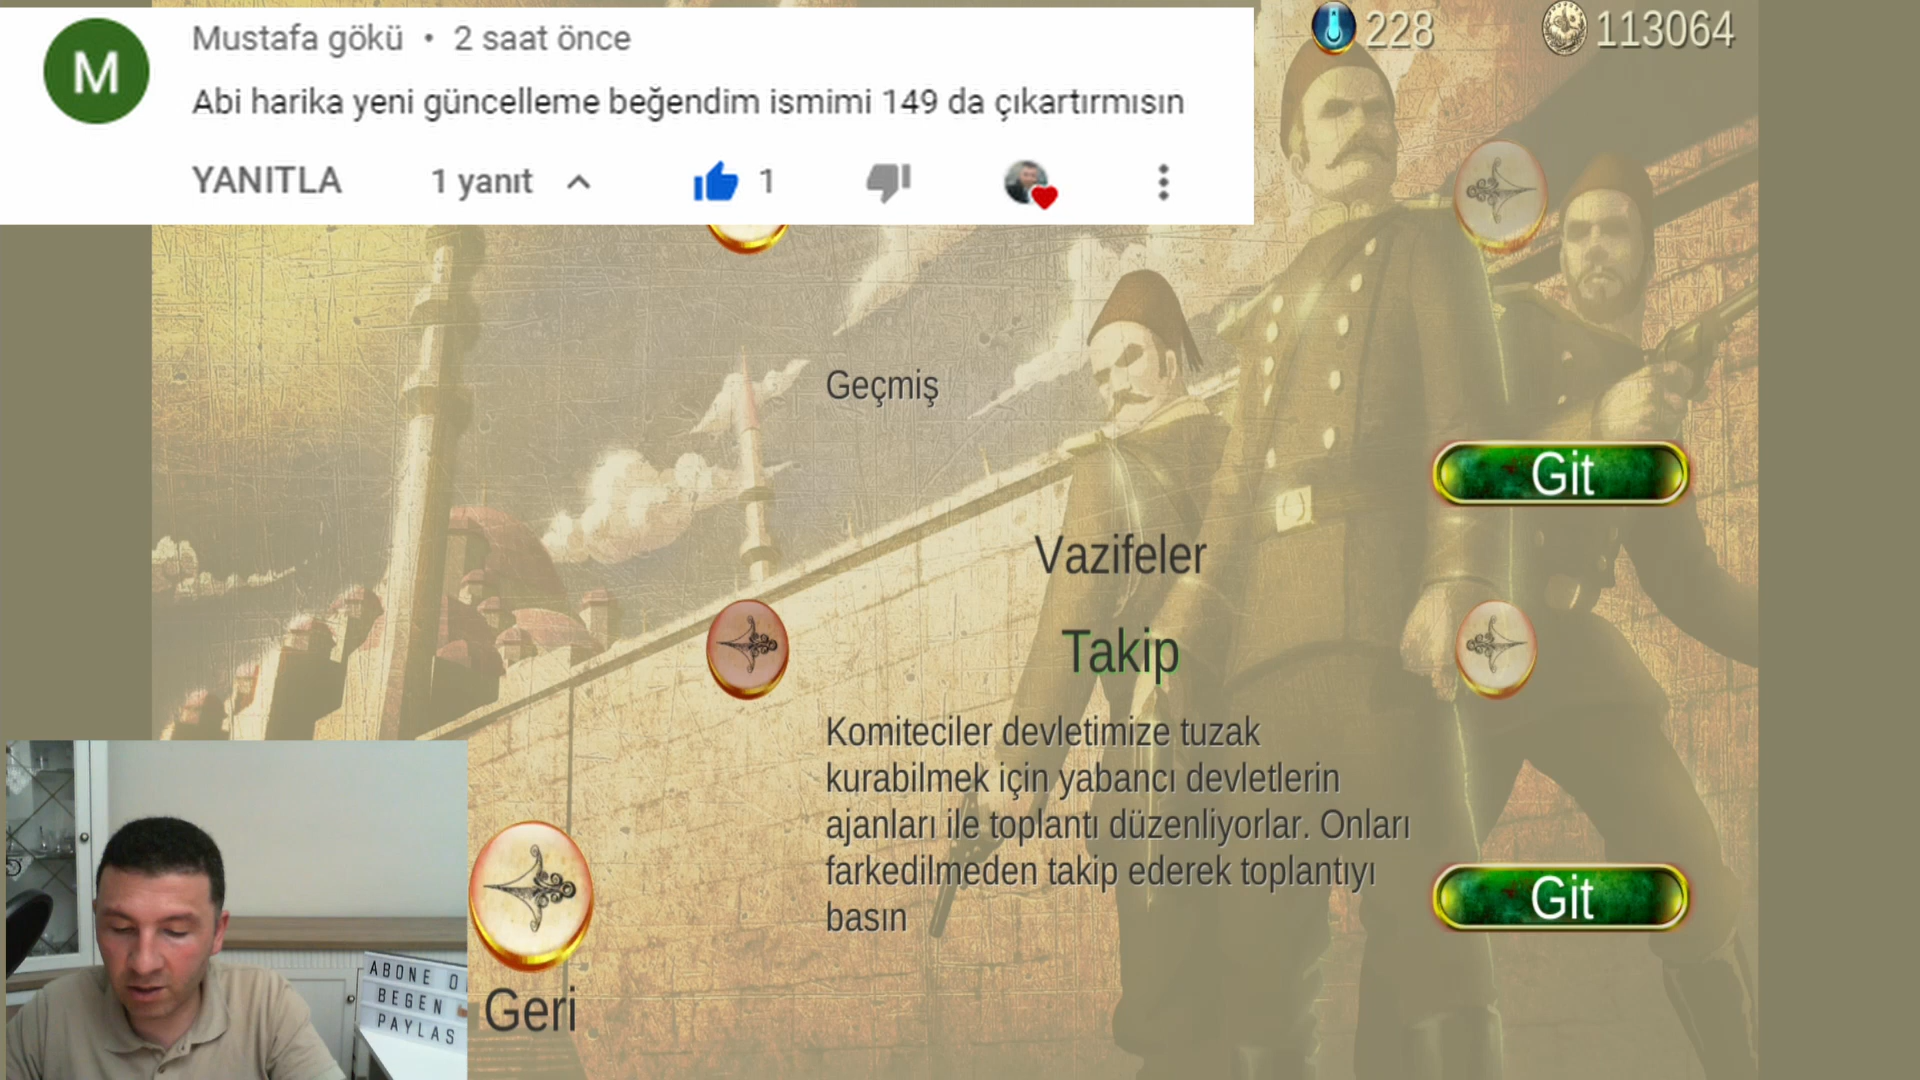 M
Mustafa gökü • 2 saat önce
Abi harika yeni güncelleme beğendim ismimi 149 da çıkartırmısın
YANITLA 1 yanıt 1
228 113064
Geçmiş
Git
Vazifeler
Takip
Komiteciler devletimize tuzak
kurabilmek için yabancı devletlerin
ajanları ile toplantı düzenliyorlar. Onları
farkedilmeden takip ederek toplantıyı
basın
Git
Geri
ABONE O
BEGEN
PAYLAS